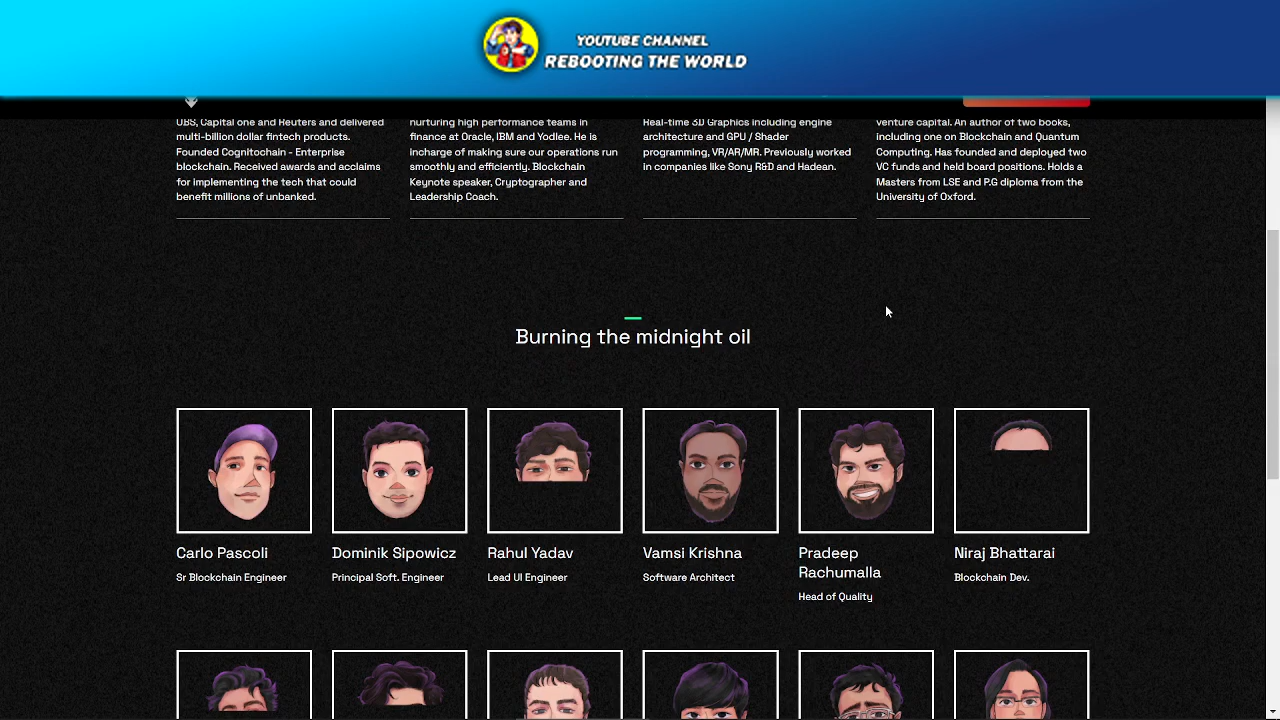 YOUTUBE CHANNEL
REBOOTING THE WORLD
UBS, Capital one and Reuters and delivered
multi-billion dollar fintech products.
Founded Cognitochain - Enterprise
blockchain. Received awards and acclaims
for implementing the tech that could
benefit millions of unbanked.
nurturing high performance teams in
finance at Oracle, IBM and Yodlee. He is
incharge of making sure our operations run
smoothly and efficiently. Blockchain
Keynote speaker, Cryptographer and
Leadership Coach.
Real-time 3D Graphics including engine
architecture and GPU / Shader
programming, VR/AR/MR. Previously worked
in companies like Sony R&D and Hadean.
venture capital. An author of two books,
including one on Blockchain and Quantum
Computing. Has founded and deployed two
VC funds and held board positions. Holds a
Masters from LSE and P.G diploma from the
University of Oxford.
Burning the midnight oil
Carlo Pascoli
Sr Blockchain Engineer
Dominik Sipowicz
Principal Soft. Engineer
Rahul Yadav
Lead UI Engineer
Vamsi Krishna
Software Architect
Pradeep
Rachumalla
Head of Quality
Niraj Bhattarai
Blockchain Dev.